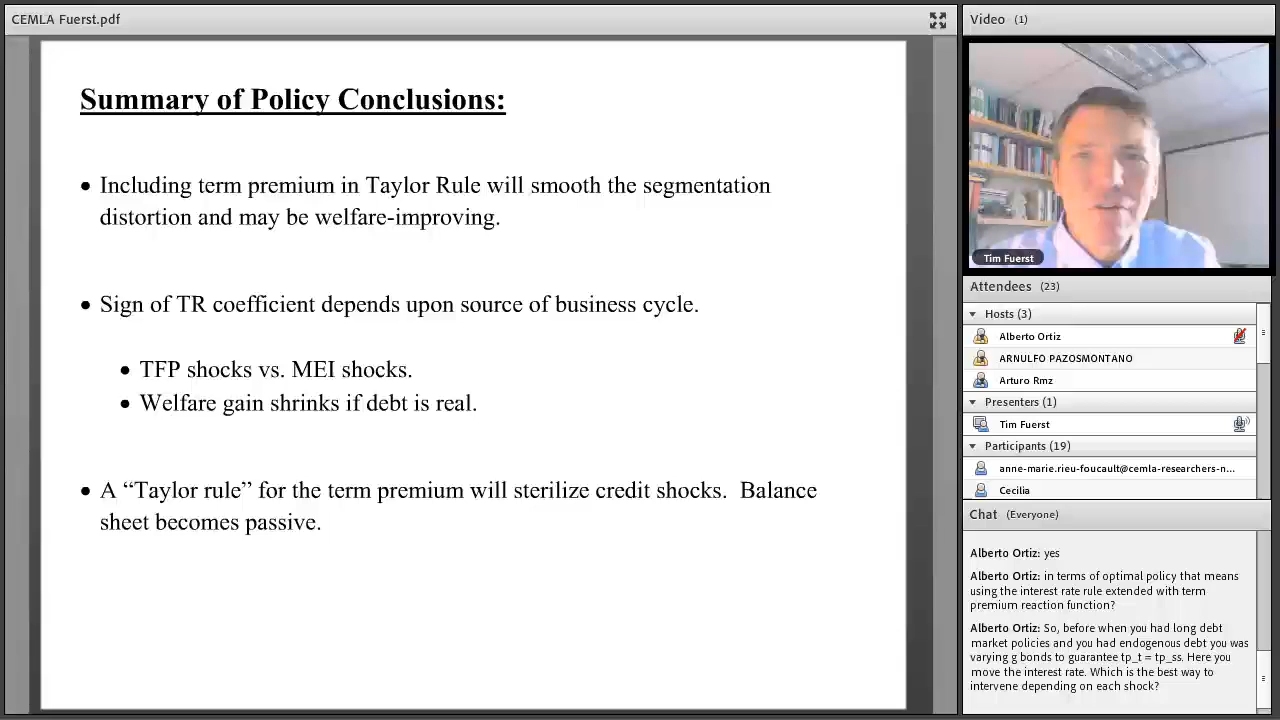 CEMLA Fuerst.pdf
Summary of Policy Conclusions:
• Including term premium in Taylor Rule will smooth the segmentation
distortion and may be welfare-improving.
• Sign of TR coefficient depends upon source of business cycle.
• TFP shocks vs. MEI shocks.
• Welfare gain shrinks if debt is real.
• A “Taylor rule” for the term premium will sterilize credit shocks.  Balance
sheet becomes passive.
Video (1)
Tim Fuerst
Attendees (23)
Hosts (3)
Alberto Ortiz
ARNULFO PAZOSMONTANO
Arturo Rmz
Presenters (1)
Tim Fuerst
Participants (19)
anne-marie.rieu-foucault@cemla-researchers-n...
Cecilia
Chat (Everyone)
Alberto Ortiz: yes
Alberto Ortiz: in terms of optimal policy that means
using the interest rate rule extended with term
premium reaction function?
Alberto Ortiz: So, before when you had long debt
market policies and you had endogenous debt you was
varying g bonds to guarantee tp_t = tp_ss. Here you
move the interest rate. Which is the best way to
intervene depending on each shock?